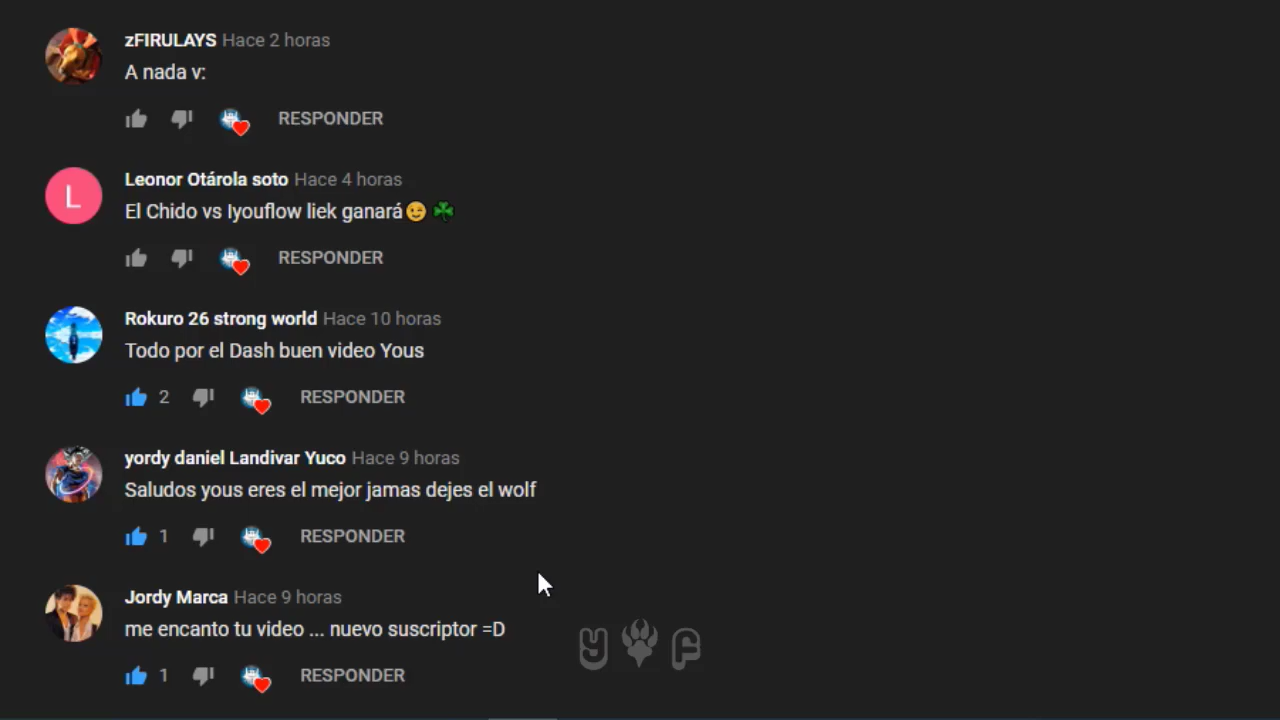 zFIRULAYS Hace 2 horas
A nada v:
RESPONDER
L
Leonor Otárola soto Hace 4 horas
El Chido vs Iyouflow liek ganará😉☘
RESPONDER
Rokuro 26 strong world Hace 10 horas
Todo por el Dash buen video Yous
2 RESPONDER
yordy daniel Landivar Yuco Hace 9 horas
Saludos yous eres el mejor jamas dejes el wolf
1 RESPONDER
Jordy Marca Hace 9 horas
me encanto tu video ... nuevo suscriptor =D
Y F
1 RESPONDER